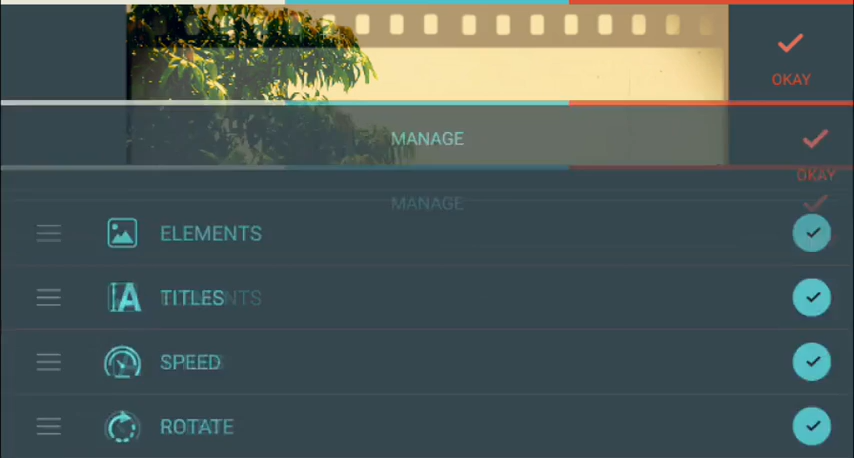 OKAY
MANAGE
OKAY
MANAGE
ELEMENTS
TITLES
SPEED
ROTATE